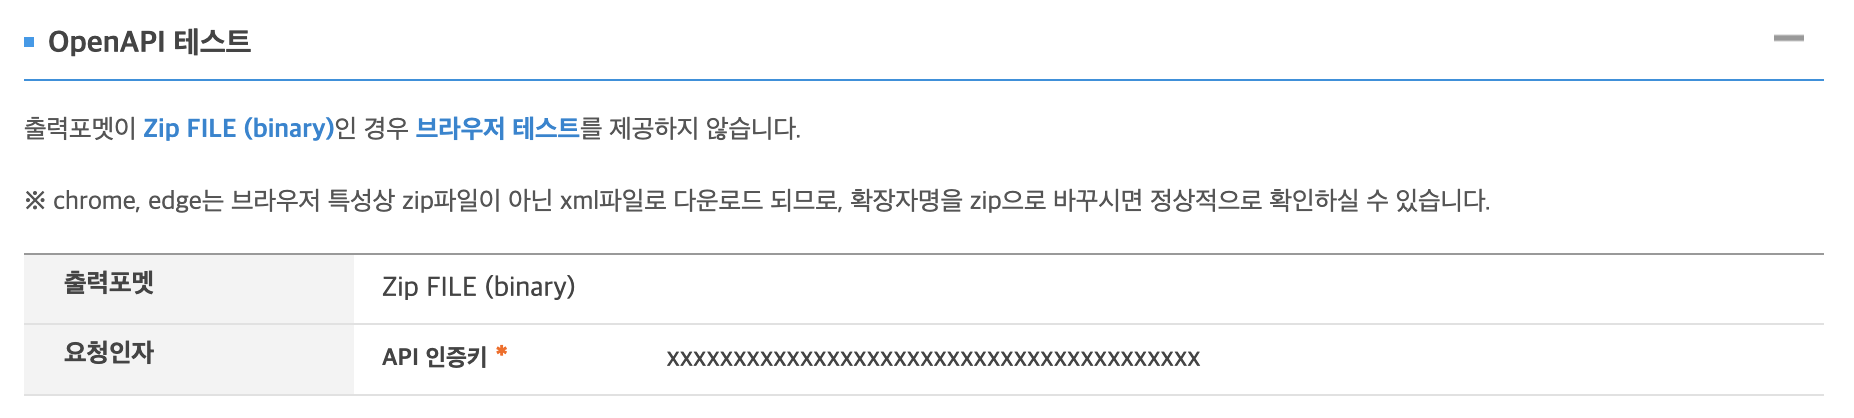 OpenAPI 테스트
출력포멧이 Zip FILE (binary)인 경우 브라우저 테스트를 제공하지 않습니다.
※ chrome, edge는 브라우저 특성상 zip파일이 아닌 xml파일로 다운로드 되므로, 확장자명을 zip으로 바꾸시면 정상적으로 확인하실 수 있습니다.
출력포멧 Zip FILE (binary)
요청인자 API 인증키 * xxxxxxxxxxxxxxxxxxxxxxxxxxxxxxxxxxxxxxxx